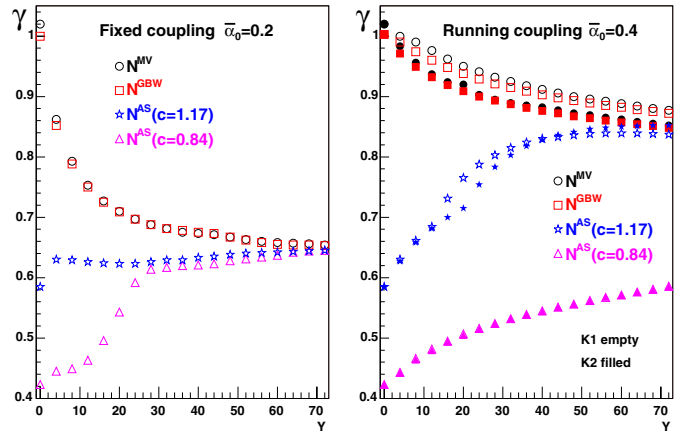 γ
Fixed coupling ᾱ₀=0.2
N^MV
N^GBW
N^AS(c=1.17)
N^AS(c=0.84)
1
0.9
0.8
0.7
0.6
0.5
0.4
0 10 20 30 40 50 60 70
Y
γ
Running coupling ᾱ₀=0.4
1
0.9
0.8
0.7
0.6
0.5
0.4
N^MV
N^GBW
N^AS(c=1.17)
N^AS(c=0.84)
K1 empty
K2 filled
0 10 20 30 40 50 60 70
Y